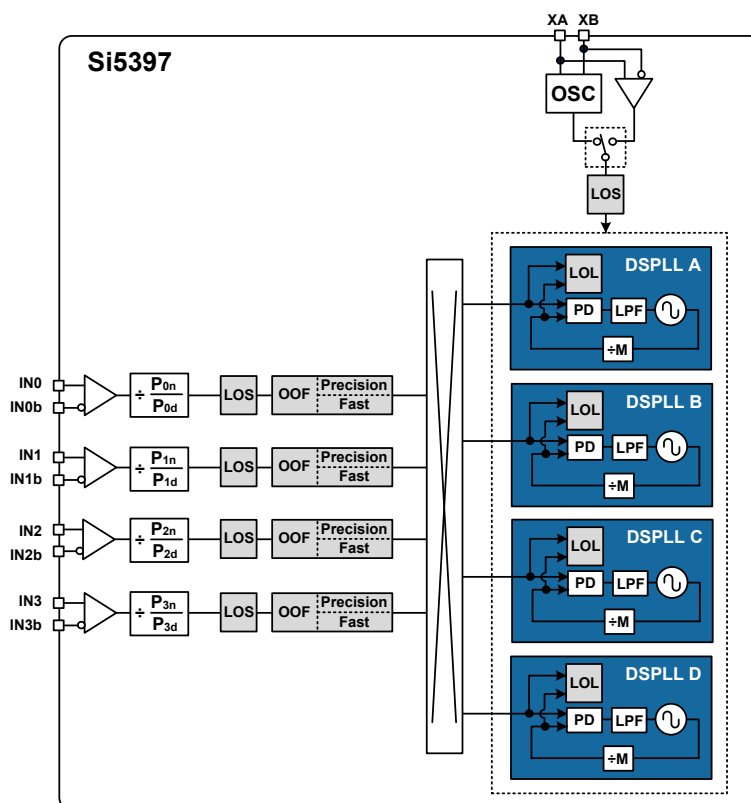 XA XB
Si5397
OSC
LOS
DSPLL A
LOL
PD LPF
÷M
DSPLL B
LOL
PD LPF
÷M
DSPLL C
LOL
PD LPF
÷M
DSPLL D
LOL
PD LPF
÷M
IN0
IN0b
÷ P0n
P0d
LOS
OOF
Precision
Fast
IN1
IN1b
÷ P1n
P1d
LOS
OOF
Precision
Fast
IN2
IN2b
÷ P2n
P2d
LOS
OOF
Precision
Fast
IN3
IN3b
÷ P3n
P3d
LOS
OOF
Precision
Fast